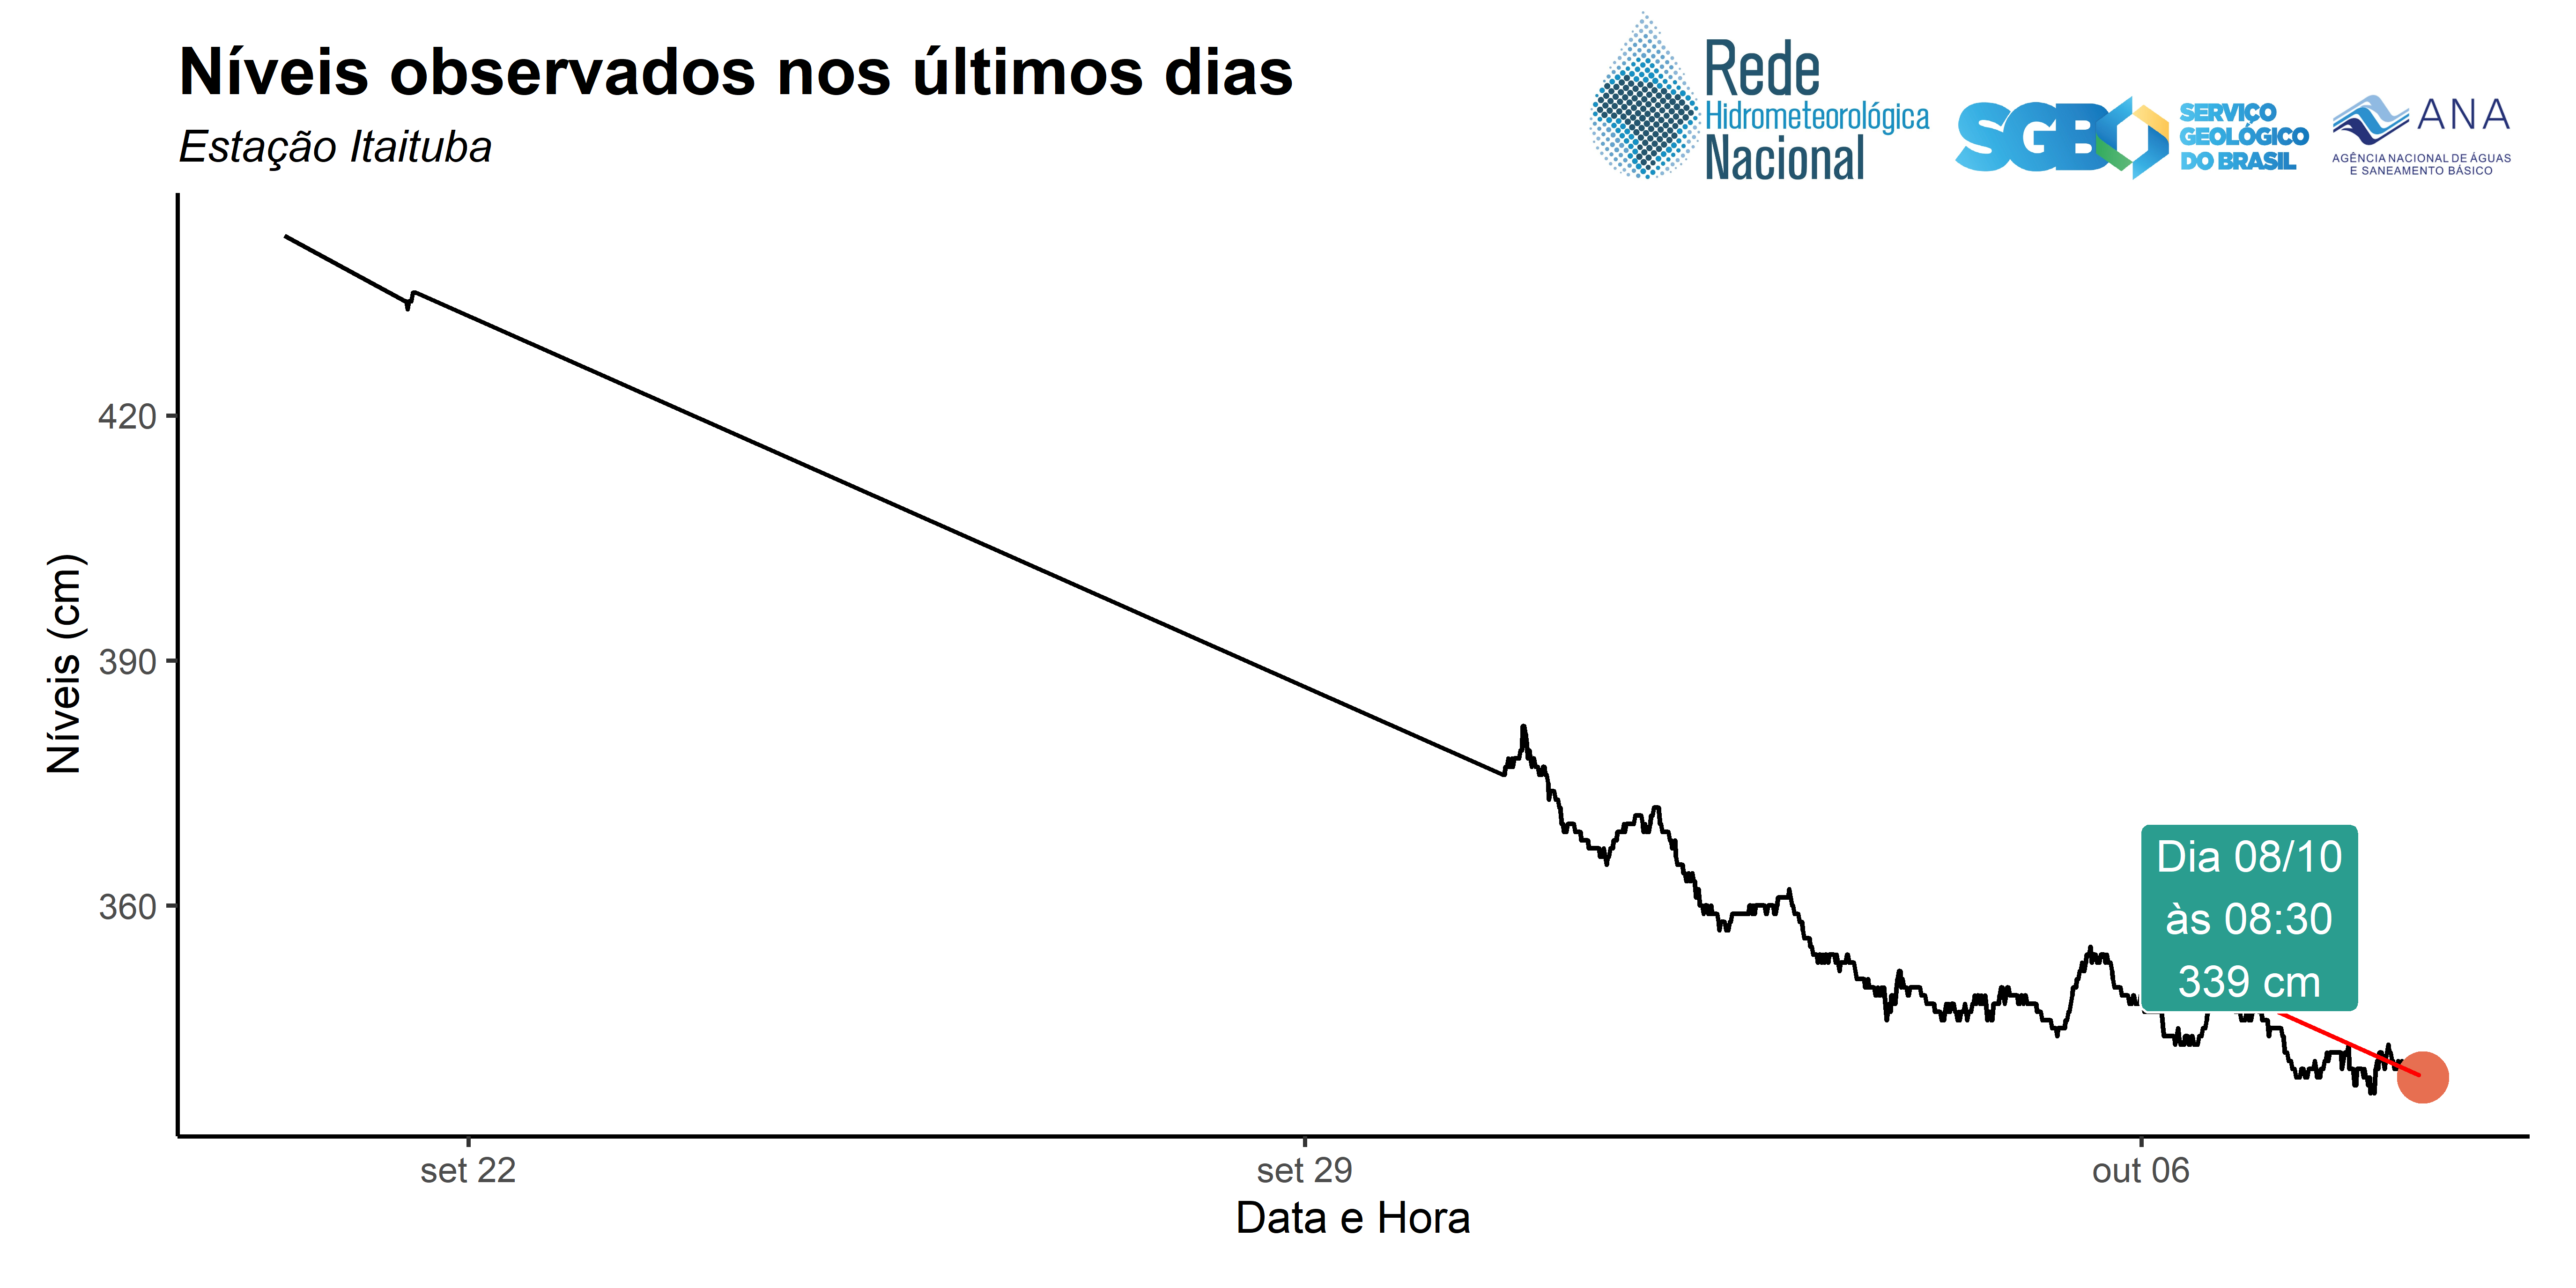 Níveis observados nos últimos dias
Estação Itaituba
Rede
Hidrometeorológica
Nacional
SGB
SERVIÇO
GEOLÓGICO
DO BRASIL
ANA
AGÊNCIA NACIONAL DE ÁGUAS
E SANEAMENTO BÁSICO
Níveis (cm)
420
390
360
Dia 08/10
às 08:30
339 cm
set 22
set 29
out 06
Data e Hora